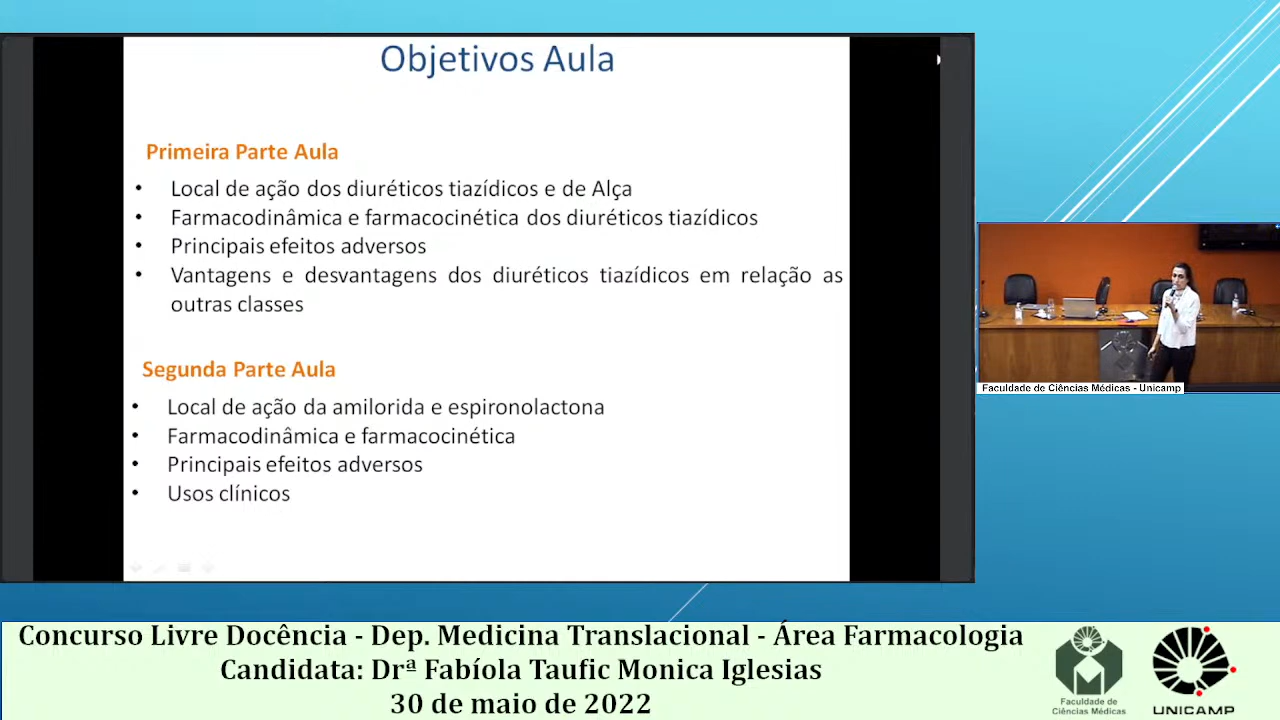 Objetivos Aula
Primeira Parte Aula
• Local de ação dos diuréticos tiazídicos e de Alça
• Farmacodinâmica e farmacocinética dos diuréticos tiazídicos
• Principais efeitos adversos
• Vantagens e desvantagens dos diuréticos tiazídicos em relação as
outras classes
Segunda Parte Aula
• Local de ação da amilorida e espironolactona
• Farmacodinâmica e farmacocinética
• Principais efeitos adversos
• Usos clínicos
Faculdade de Ciências Médicas - Unicamp
Concurso Livre Docência - Dep. Medicina Translacional - Área Farmacologia
Candidata: Drª Fabíola Taufic Monica Iglesias
30 de maio de 2022
Faculdade de
Ciências Médicas
UNICAMP